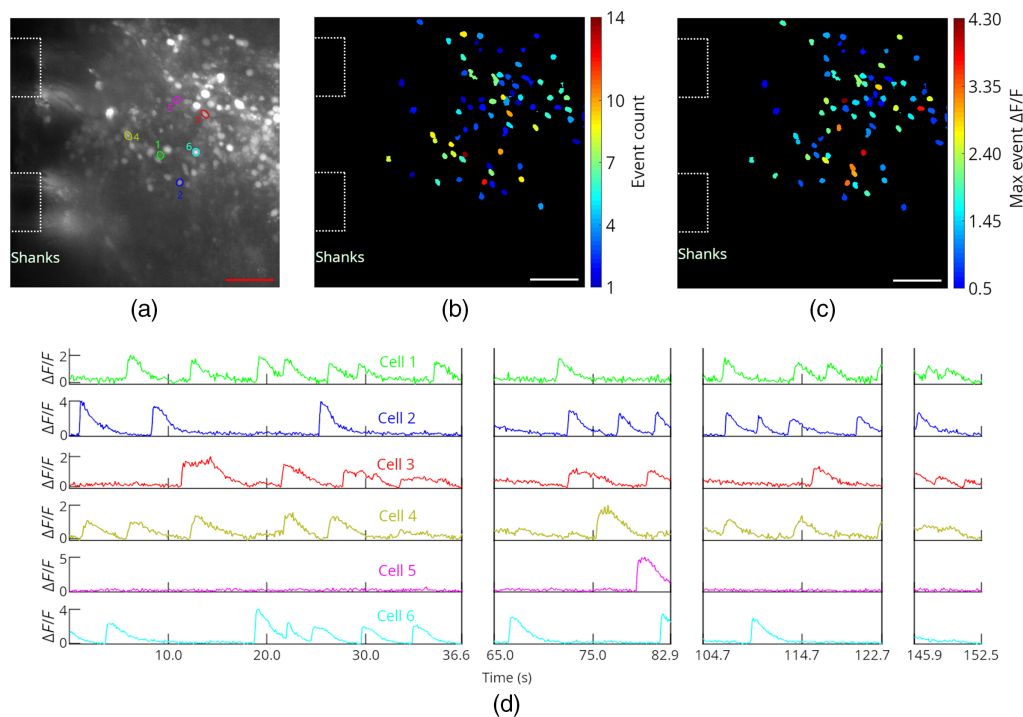 1
2
4
6
Shanks
(a)
Shanks
1
14
10
7
4
1
Event count
(b)
Shanks
4.30
3.35
2.40
1.45
0.5
Max event ΔF/F
(c)
ΔF/F
2
0
Cell 1
ΔF/F
4
0
Cell 2
ΔF/F
2
0
Cell 3
ΔF/F
2
0
Cell 4
ΔF/F
5
0
Cell 5
ΔF/F
4
0
Cell 6
10.0 20.0 30.0 36.6 65.0 75.0 82.9 104.7 114.7 122.7 145.9 152.5
Time (s)
(d)